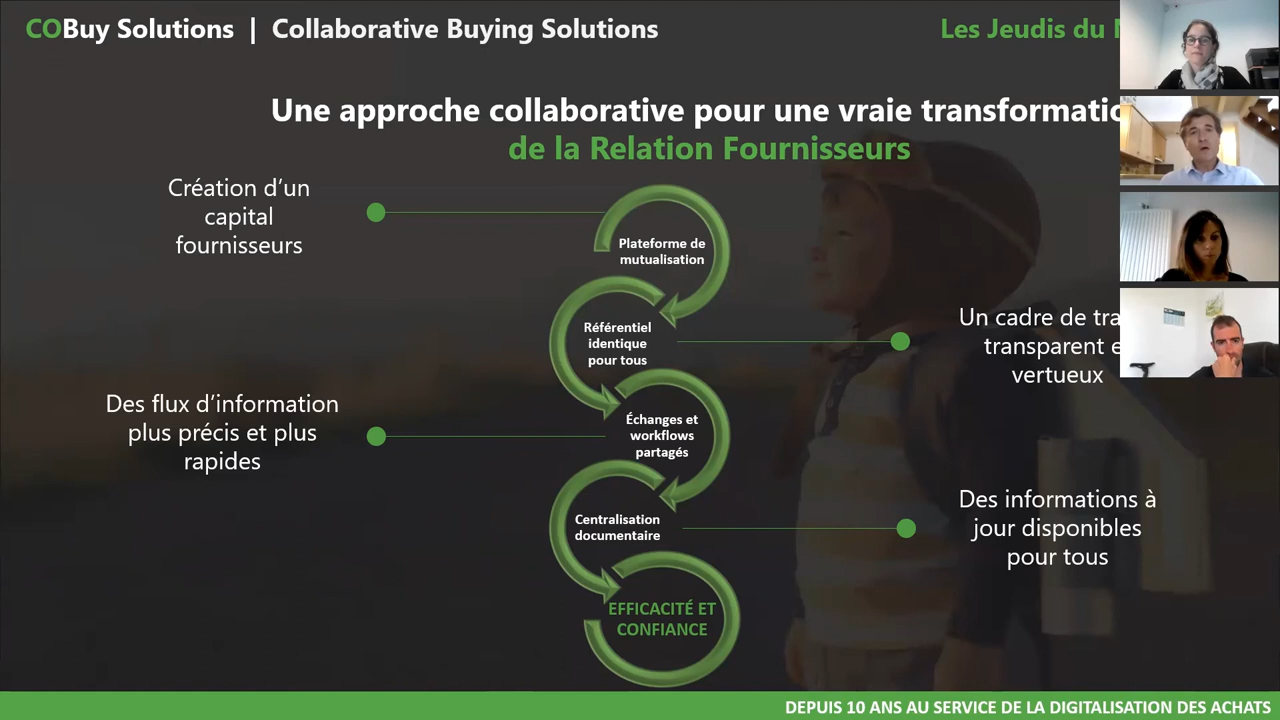 COBuy Solutions | Collaborative Buying Solutions
Les Jeudis du
Une approche collaborative pour une vraie
de la Relation Fournisseurs
Création d’un
capital
fournisseurs
Plateforme de
mutualisation
Référentiel
identique
pour tous
Un cadre de
transparent
vertueux
Des flux d’information
plus précis et plus
rapides
Échanges et
workflows
partagés
Centralisation
documentaire
Des informations à
jour disponibles
pour tous
EFFICACITÉ ET
CONFIANCE
DEPUIS 10 ANS AU SERVICE DE LA DIGITALISATION DES ACHATS